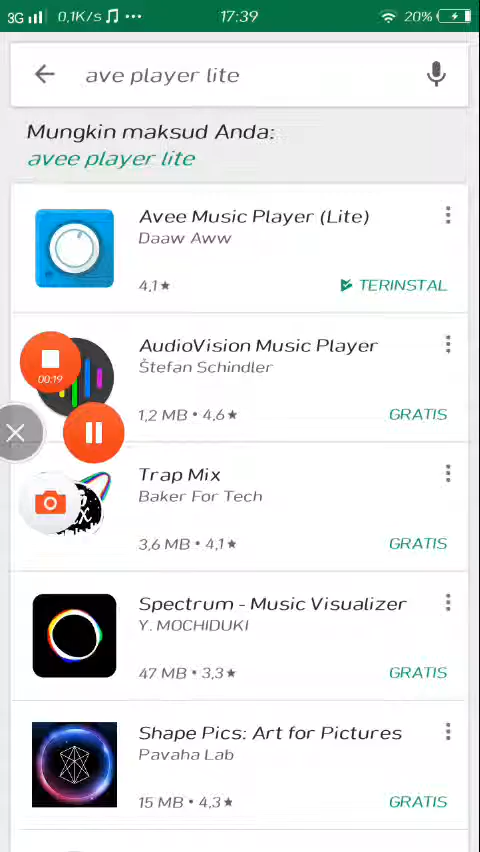 3G 0,1K/s ... 17:39 20%
ave player lite
Mungkin maksud Anda:
avee player lite
Avee Music Player (Lite)
Daaw Aww
4,1★ TERINSTAL
AudioVision Music Player
Štefan Schindler
1,2 MB • 4,6★ GRATIS
00:19
Trap Mix
Baker For Tech
3,6 MB • 4,1★ GRATIS
Spectrum - Music Visualizer
Y. MOCHIDUKI
47 MB • 3,3★ GRATIS
Shape Pics: Art for Pictures
Pavaha Lab
15 MB • 4,3★ GRATIS